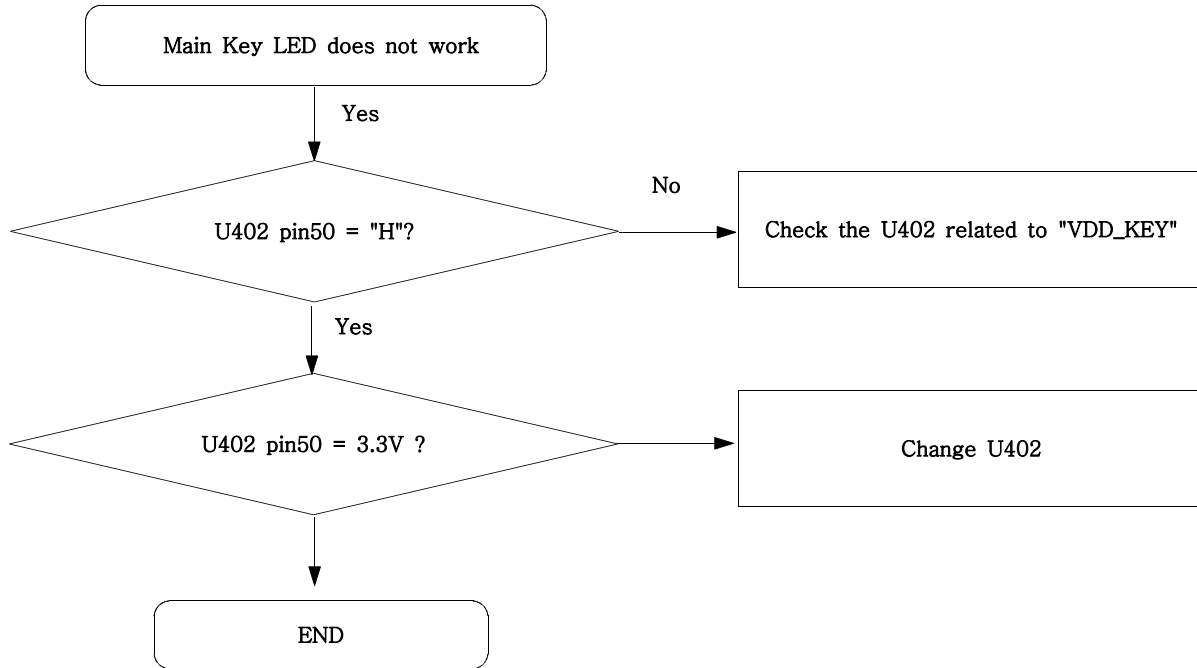 Main Key LED does not work
Yes
U402 pin50 = "H"?
No
Check the U402 related to "VDD_KEY"
Yes
U402 pin50 = 3.3V ?
Change U402
END